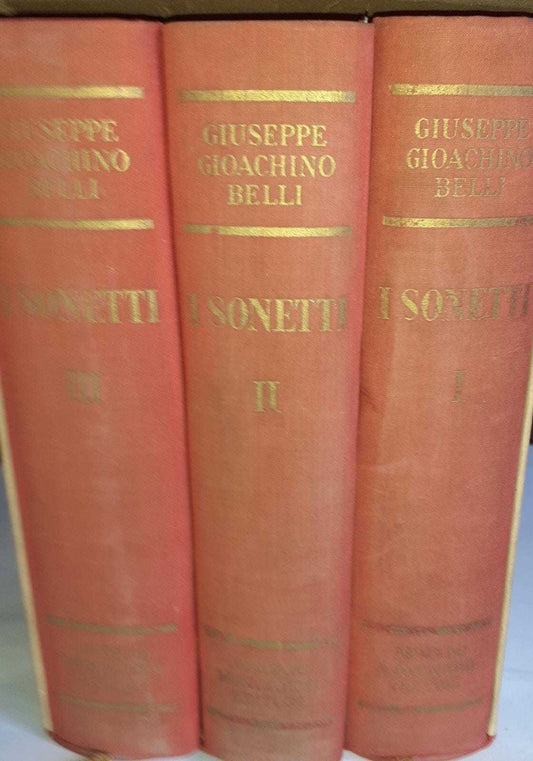 GIUSEPPE
GIOACHINO
BELLI
I SONETTI
III
GIUSEPPE
GIOACHINO
BELLI
I SONETTI
II
GIUSEPPE
GIOACHINO
BELLI
I SONETTI
I